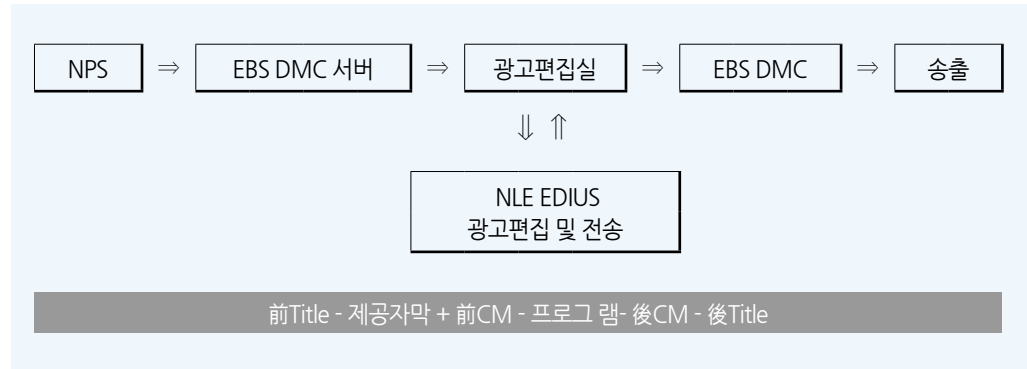 NPS ⇒ EBS DMC 서버 ⇒ 광고편집실 ⇒ EBS DMC ⇒ 송출
⇓ ⇑
NLE EDIUS
광고편집 및 전송
前Title - 제공자막 + 前CM - 프로그 램- 後CM - 後Title